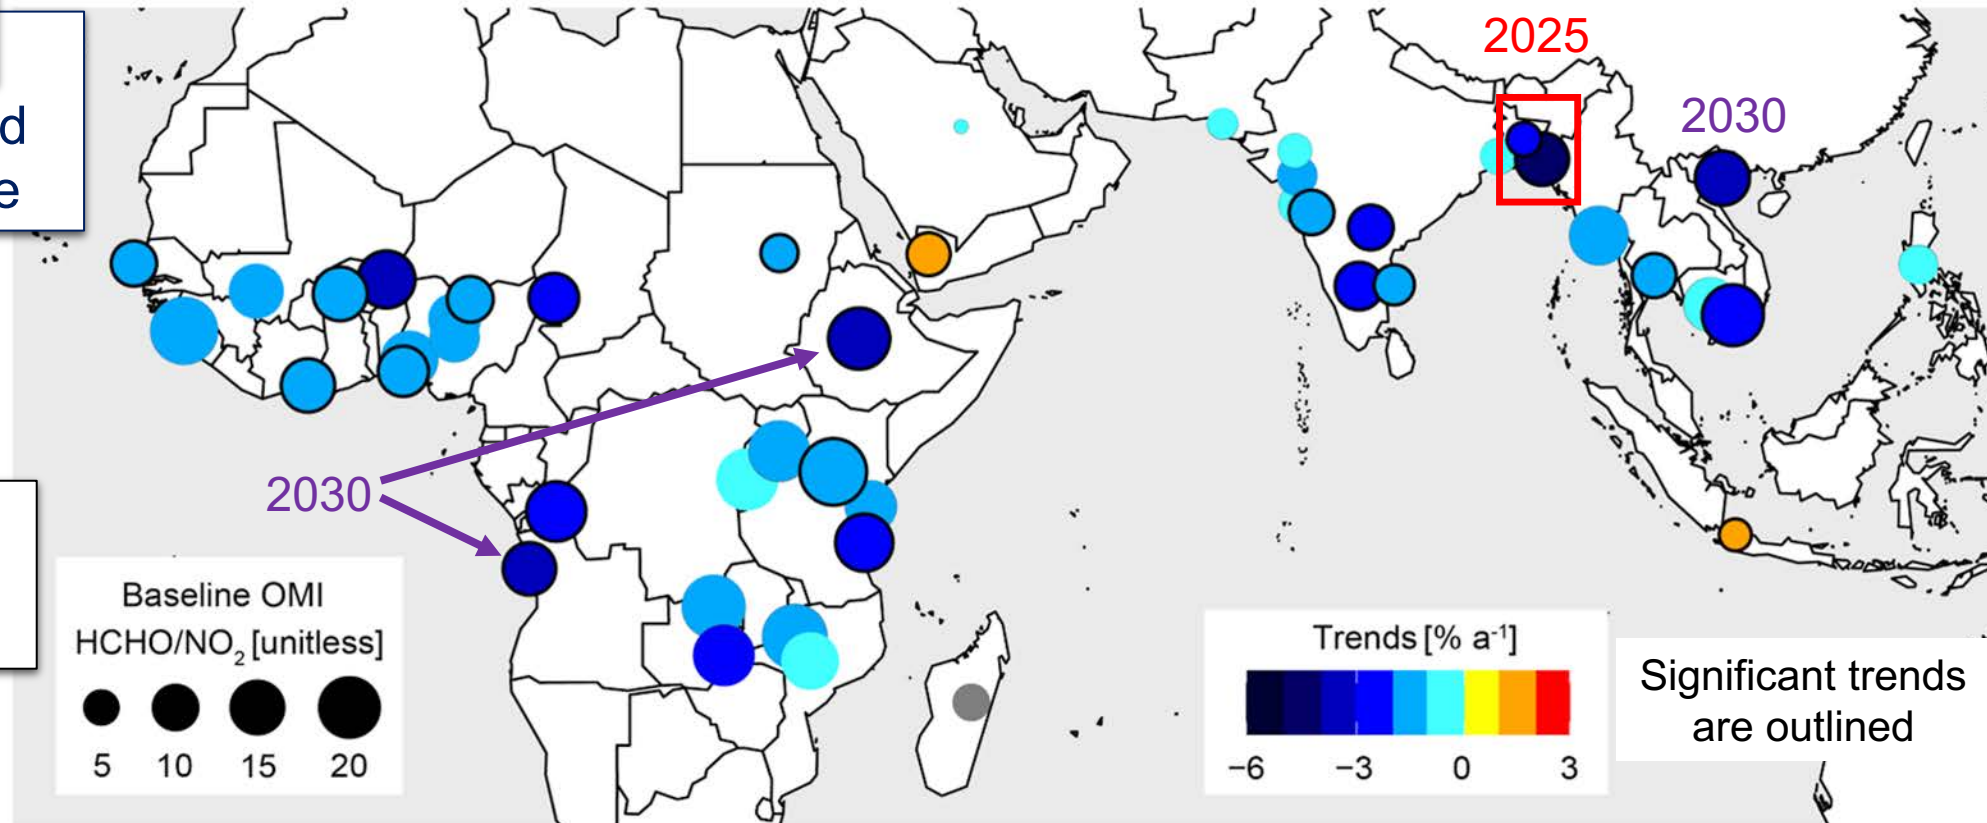 d
e
2025
2030
2030
Baseline OMI
HCHO/NO₂ [unitless]
5 10 15 20
Trends [% a⁻¹]
−6 −3 0 3
Significant trends
are outlined